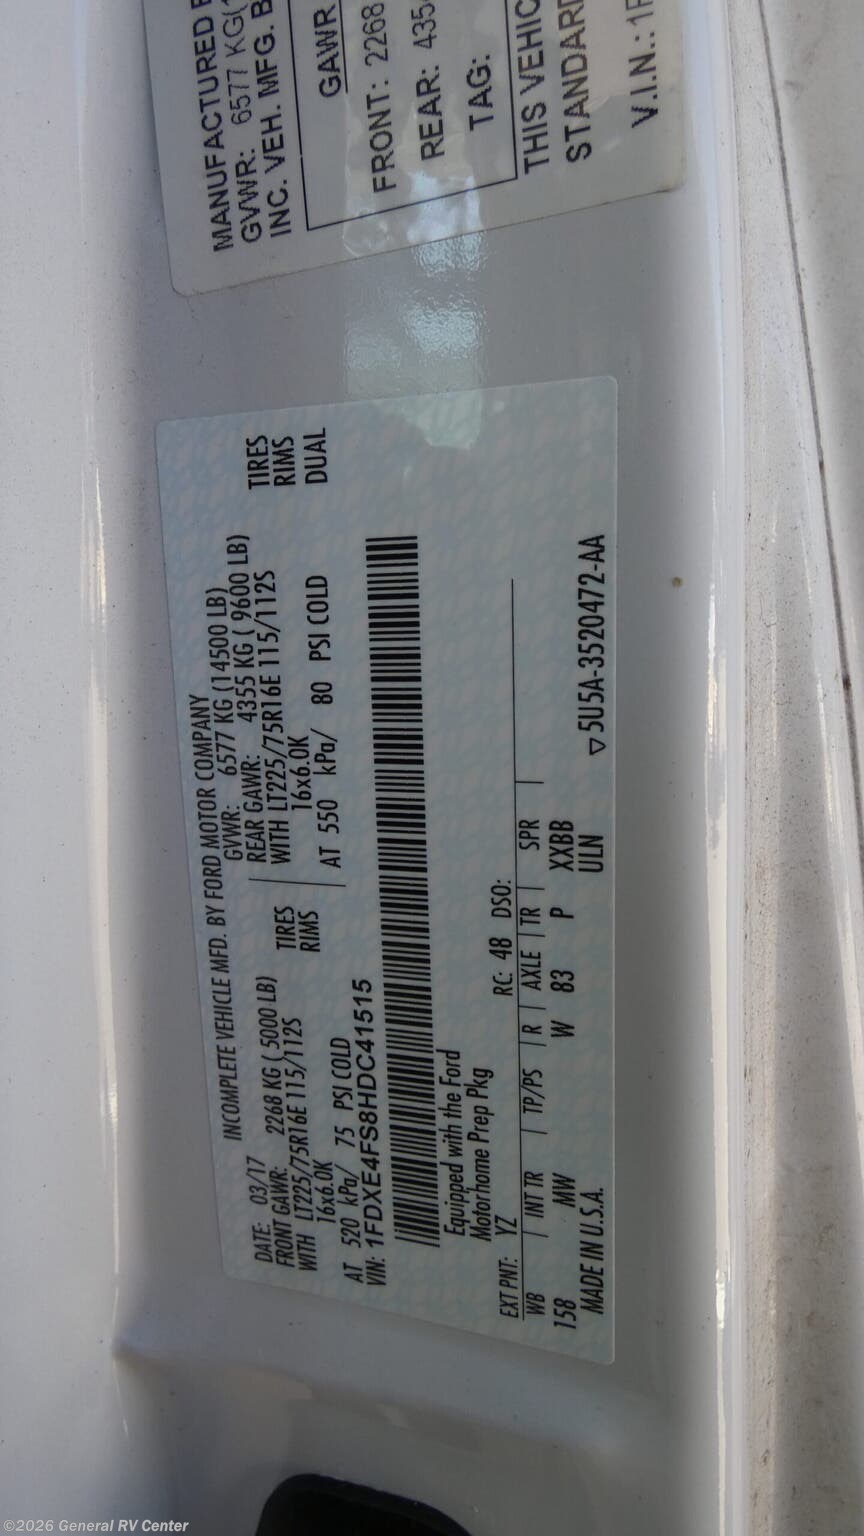 MANUFACTURED
GVWR: 6577 KG
INC. VEH. MFG.
GAWR
FRONT: 2268
REAR:
TAG:
THIS
STANDARD
V.I.N.:
INCOMPLETE VEHICLE MFD. BY FORD MOTOR COMPANY
DATE: 03/17 GVWR: 6577 KG (14500 LB)
FRONT GAWR: 2268 KG ( 5000 LB) REAR GAWR: 4355 KG ( 9600 LB)
WITH LT225/75R16E 115/112S TIRES WITH LT225/75R16E 115/112S TIRES
16x6.0K RIMS 16x6.0K RIMS
AT 520 kPa/ 75 PSI COLD AT 550 kPa/ 80 PSI COLD DUAL
VIN: 1FDXE4FS8HDC41515
Equipped with the Ford
Motorhome Prep Pkg
EXT PNT: YZ RC: 48 DSO:
WB INT TR TP/PS R AXLE TR SPR
158 MW W 83 P XXBB
MADE IN U.S.A. ULN ▽5U5A-3520472-AA
©2026 General RV Center